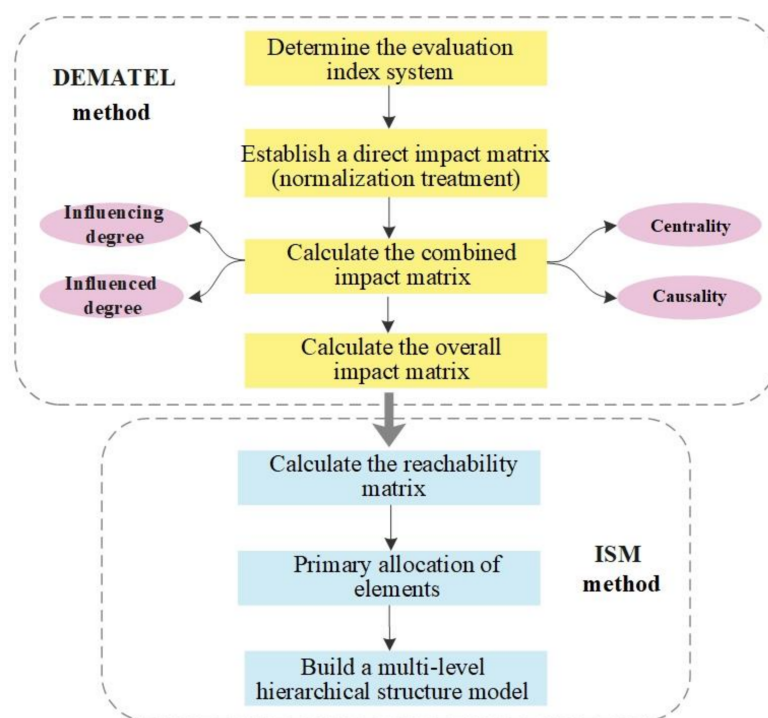 DEMATEL
method
Determine the evaluation
index system
Establish a direct impact matrix
(normalization treatment)
Influencing
degree
Influenced
degree
Calculate the combined
impact matrix
Centrality
Causality
Calculate the overall
impact matrix
Calculate the reachability
matrix
Primary allocation of
elements
ISM
method
Build a multi-level
hierarchical structure model